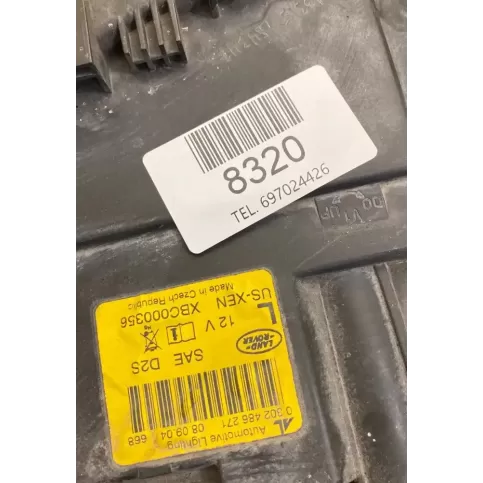 8320
TEL. 697024426
L
US-XEN XBC000356
Made in Czech Republic
12 V
SAE D2S
LAND-
ROVER
AL Automotive Lighting
0 302 486 271
08 09 04 668